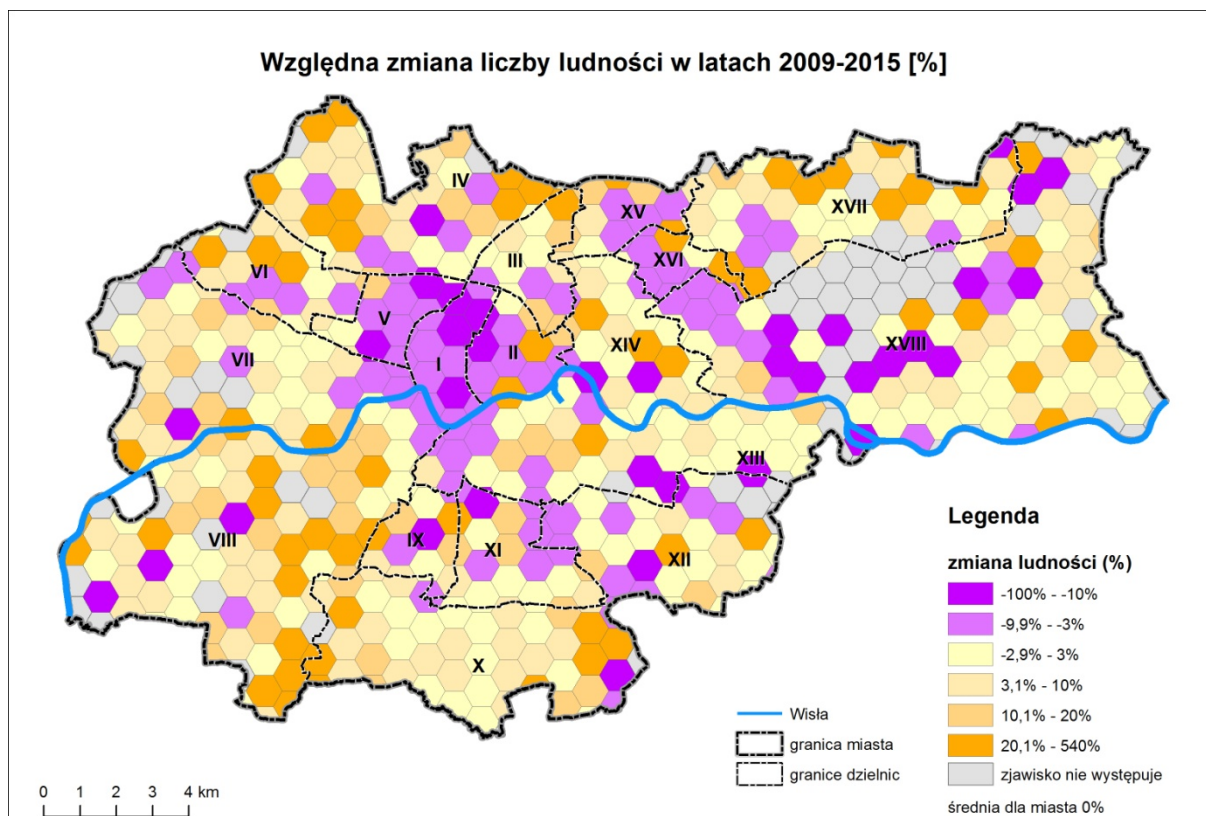 Względna zmiana liczby ludności w latach 2009-2015 [%]
IV
XV
XVII
III
XVI
VI
V
II
XIV
XVIII
VII
I
XIII
VIII
IX
XI
XII
X
Legenda
zmiana ludności (%)
-100% - -10%
-9,9% - -3%
-2,9% - 3%
3,1% - 10%
10,1% - 20%
20,1% - 540%
zjawisko nie występuje
średnia dla miasta 0%
Wisła
granica miasta
granice dzielnic
0 1 2 3 4 km